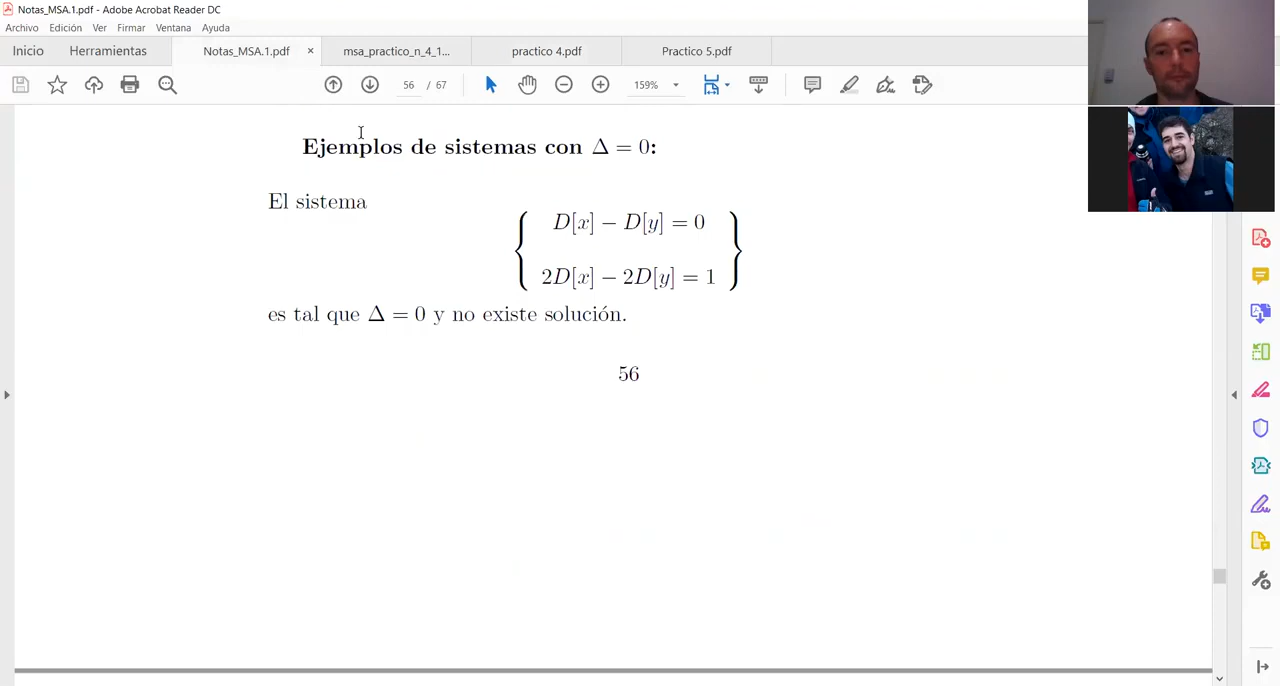 Notas_MSA.1.pdf - Adobe Acrobat Reader DC
Archivo Edición Ver Firmar Ventana Ayuda
Inicio Herramientas Notas_MSA.1.pdf × msa_practico_n_4_1... practico 4.pdf Practico 5.pdf
56 / 67 159%
Ejemplos de sistemas con Δ = 0:
El sistema
D[x] − D[y] = 0
2D[x] − 2D[y] = 1
es tal que Δ = 0 y no existe solución.
56